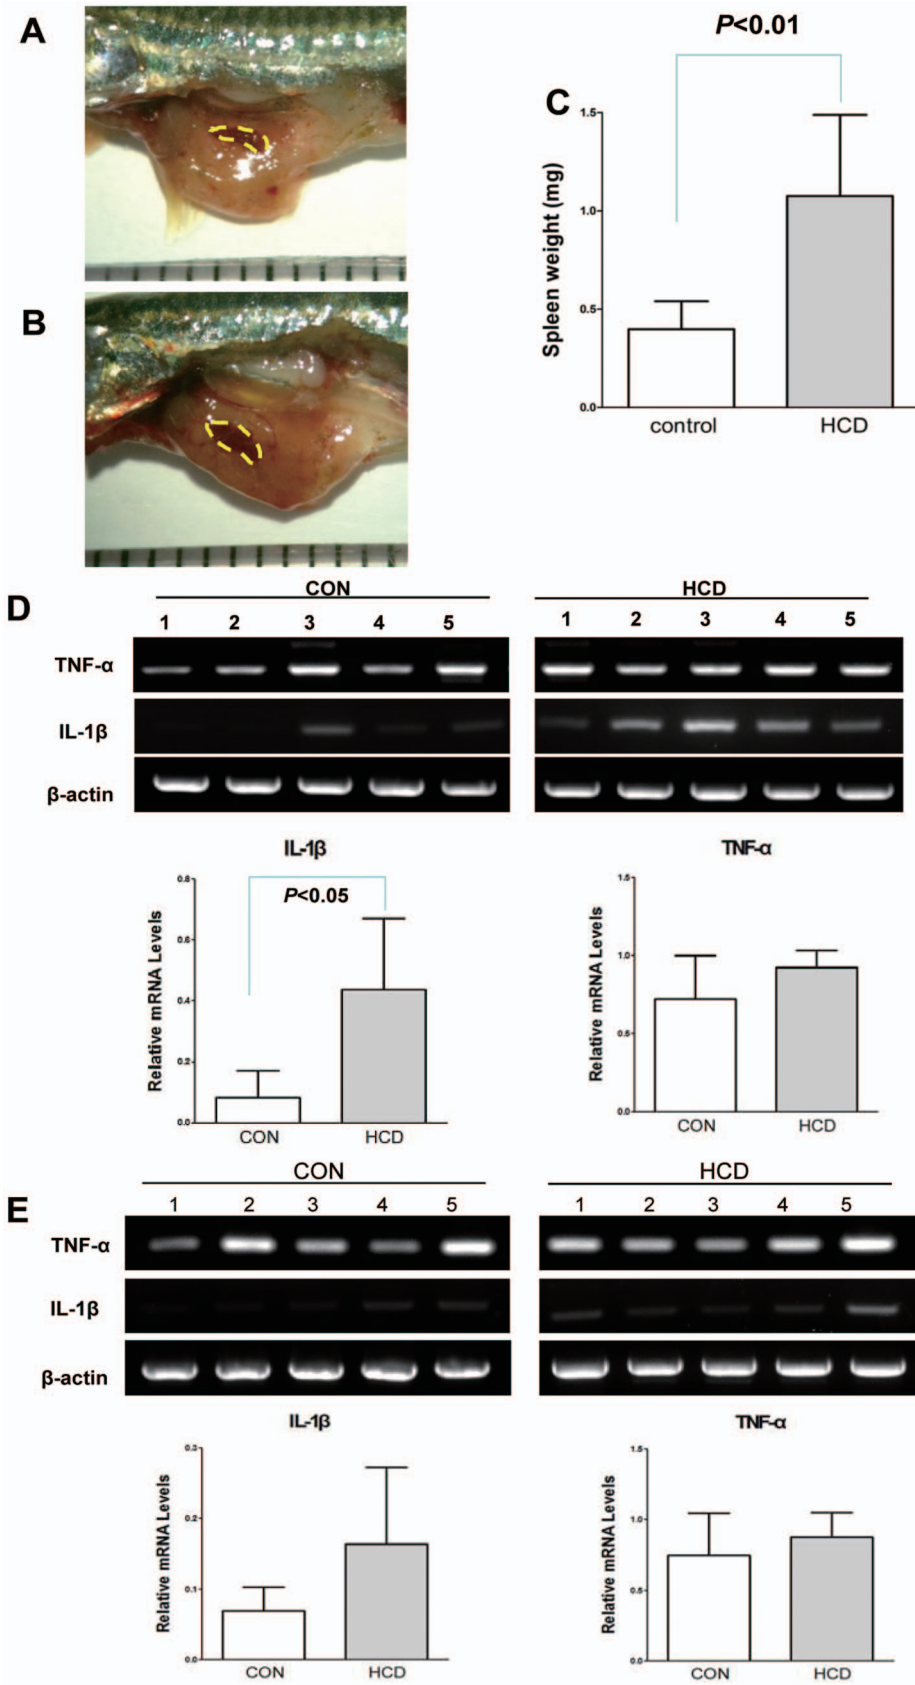 A
B
P<0.01
C
Spleen weight (mg)
1.5
1.0
0.5
0.0
control HCD
D
CON HCD
1 2 3 4 5 1 2 3 4 5
TNF-α
IL-1β
β-actin
IL-1β TNF-α
P<0.05
Relative mRNA Levels
0.8
0.6
0.4
0.2
0.0
CON HCD
Relative mRNA Levels
1.5
1.0
0.5
0.0
CON HCD
E
CON HCD
1 2 3 4 5 1 2 3 4 5
TNF-α
IL-1β
β-actin
IL-1β TNF-α
Relative mRNA Levels
0.3
0.2
0.1
0.0
CON HCD
Relative mRNA Levels
1.5
1.0
0.5
0.0
CON HCD